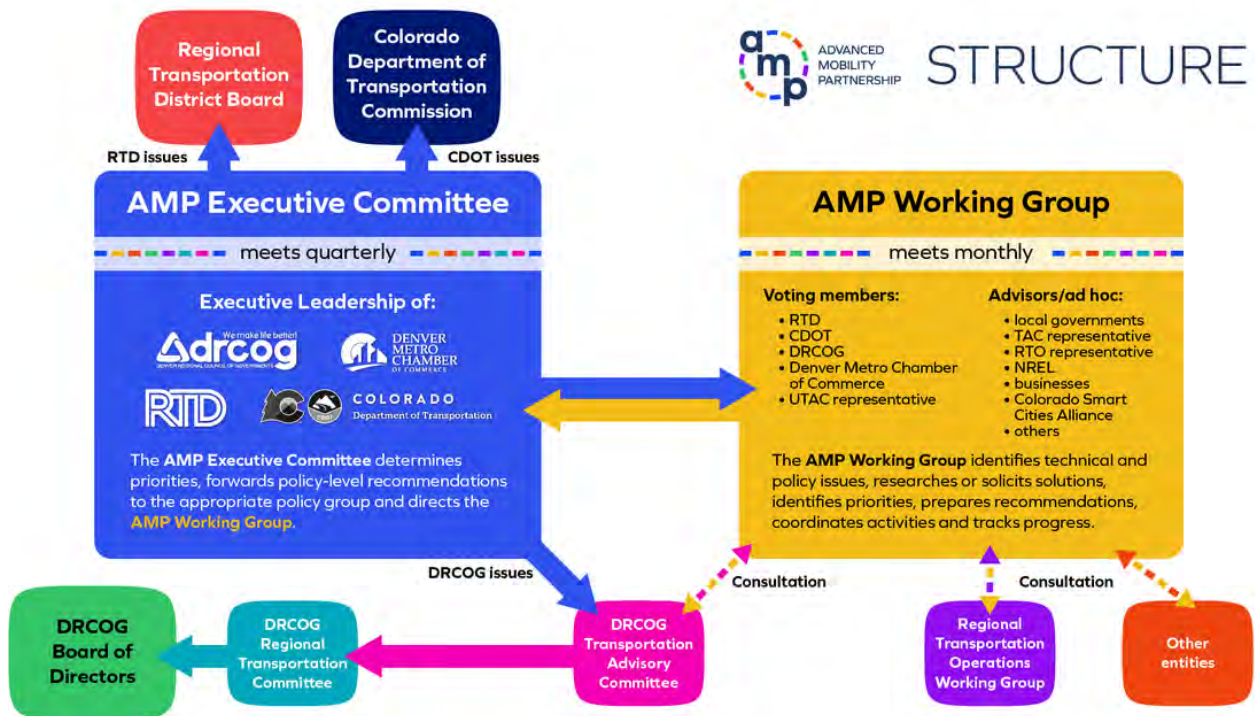 Regional
Transportation
District Board
Colorado
Department of
Transportation
Commission
amp
ADVANCED
MOBILITY
PARTNERSHIP
STRUCTURE
RTD issues
CDOT issues
AMP Executive Committee
meets quarterly
Executive Leadership of:
We make life better!
drcog
DENVER REGIONAL COUNCIL OF GOVERNMENTS
DENVER
METRO
CHAMBER
OF COMMERCE
RTD
COLORADO
Department of Transportation
The AMP Executive Committee determines
priorities, forwards policy-level recommendations
to the appropriate policy group and directs the
AMP Working Group.
AMP Working Group
meets monthly
Voting members:
• RTD
• CDOT
• DRCOG
• Denver Metro Chamber
of Commerce
• UTAC representative
Advisors/ad hoc:
• local governments
• TAC representative
• RTO representative
• NREL
• businesses
• Colorado Smart
Cities Alliance
• others
The AMP Working Group identifies technical and
policy issues, researches or solicits solutions,
identifies priorities, prepares recommendations,
coordinates activities and tracks progress.
DRCOG issues
Consultation
Consultation
DRCOG
Board of
Directors
DRCOG
Regional
Transportation
Committee
DRCOG
Transportation
Advisory
Committee
Regional
Transportation
Operations
Working Group
Other
entities